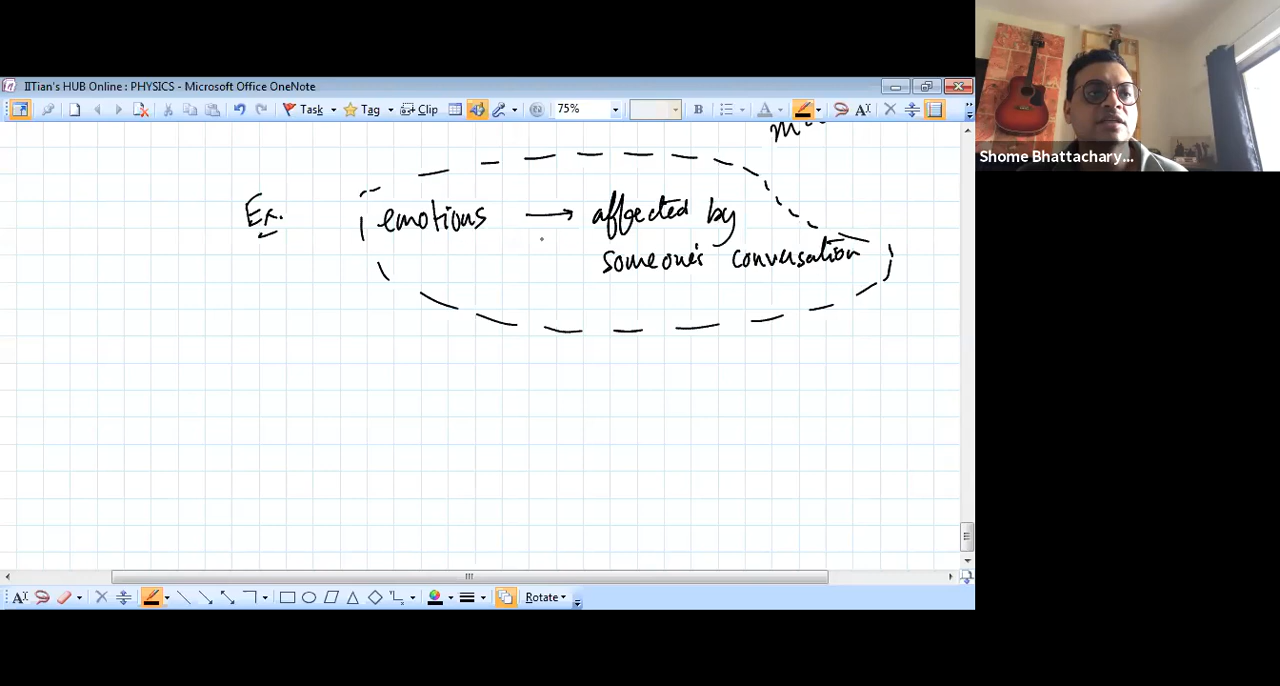 IITian's HUB Online : PHYSICS - Microsoft Office OneNote
Task Tag Clip 75% B A
Shome Bhattachary...
Ex. emotions → affected by
someone's conversation
Rotate